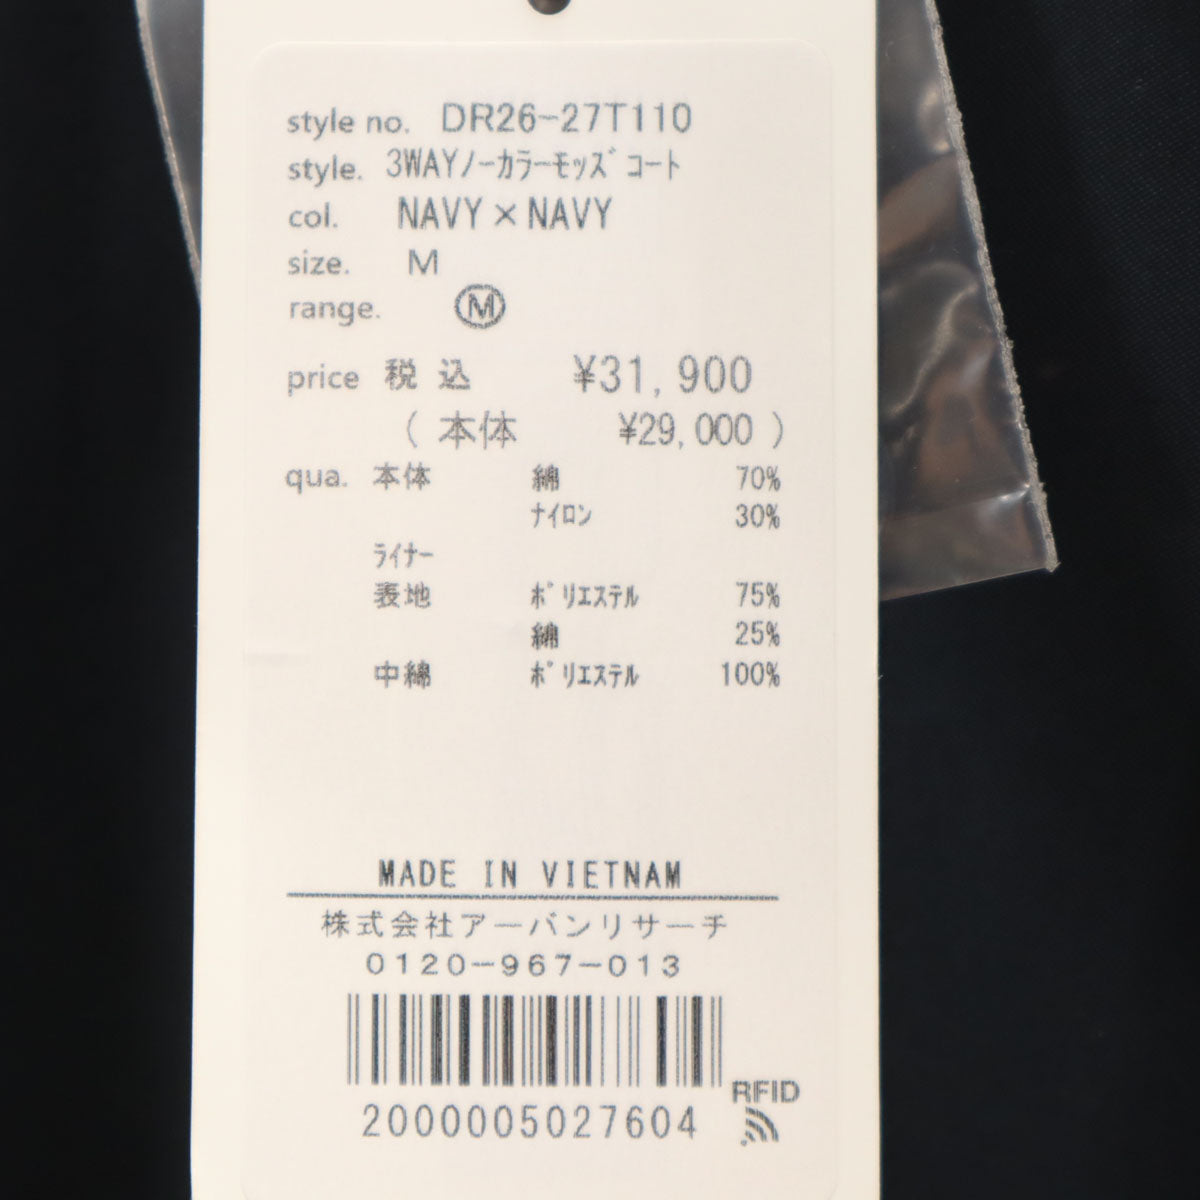 style no. DR26-27T110
style. 3WAYﾉｰｶﾗｰﾓｯｽﾞｺｰﾄ
col. NAVY×NAVY
size. M
range. Ⓜ
price 税込 ¥31,900
(本体 ¥29,000)
qua. 本体 綿 70%
ﾅｲﾛﾝ 30%
ﾗｲﾅｰ
表地 ﾎﾟﾘｴｽﾃﾙ 75%
綿 25%
中綿 ﾎﾟﾘｴｽﾃﾙ 100%
MADE IN VIETNAM
株式会社アーバンリサーチ
0120-967-013
2000005027604
RFID